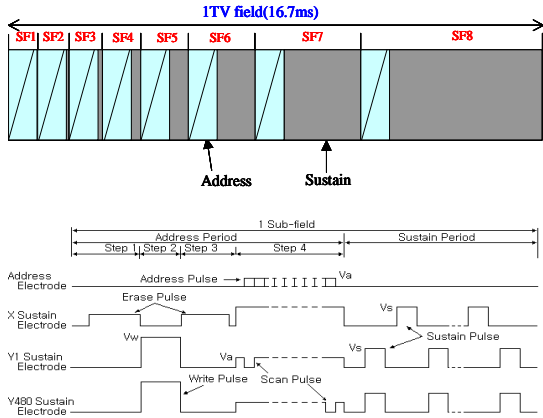 1TV field(16.7ms)
SF1 SF2 SF3 SF4 SF5 SF6 SF7 SF8
Address Sustain
1 Sub-field
Address Period Sustain Period
Step 1 Step 2 Step 3 Step 4
Address
Electrode
Address Pulse
Va
Erase Pulse
X Sustain
Electrode
Vs
Sustain Pulse
Vw
Y1 Sustain
Electrode
Va
Vs
Write Pulse
Scan Pulse
Y480 Sustain
Electrode